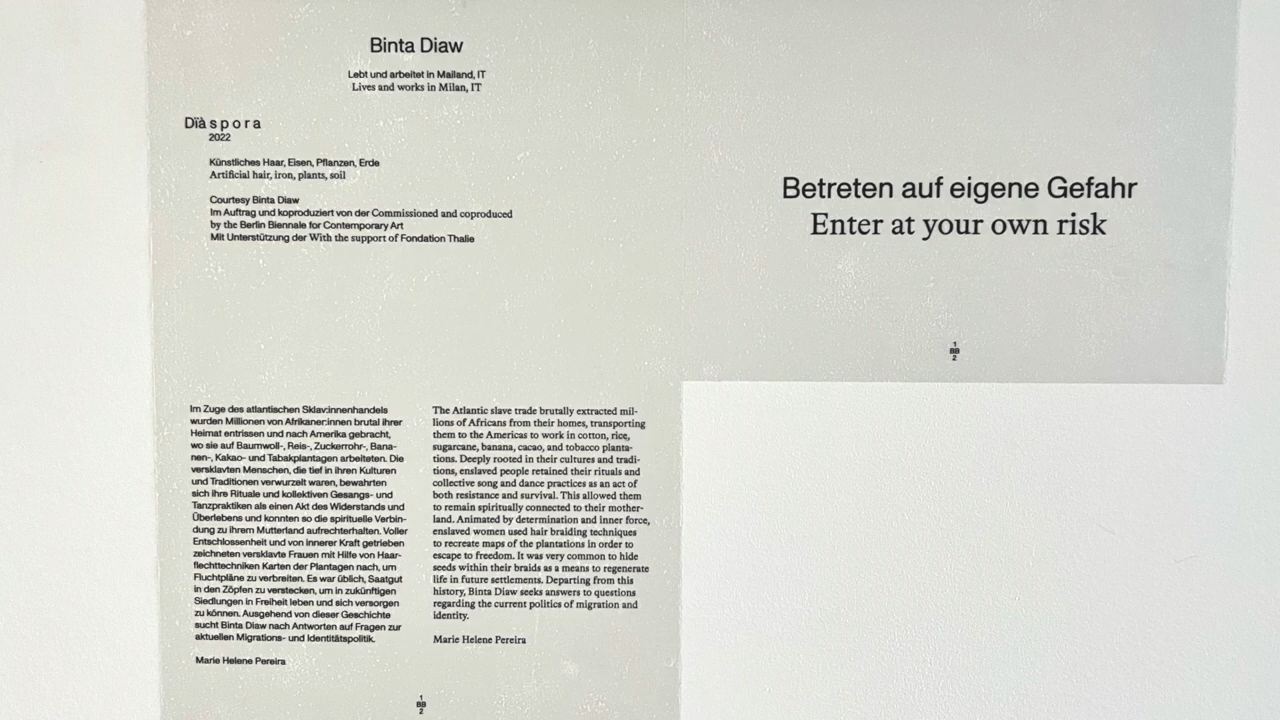 Binta Diaw
Lebt und arbeitet in Mailand, IT
Lives and works in Milan, IT
Dïàspora
2022
Künstliches Haar, Eisen, Pflanzen, Erde
Artificial hair, iron, plants, soil
Courtesy Binta Diaw
Im Auftrag und koproduziert von der Commissioned and coproduced
by the Berlin Biennale for Contemporary Art
Mit Unterstützung der With the support of Fondation Thalie
Im Zuge des atlantischen Sklav:innenhandels
wurden Millionen von Afrikaner:innen brutal ihrer
Heimat entrissen und nach Amerika gebracht,
wo sie auf Baumwoll-, Reis-, Zuckerrohr-, Bana-
nen-, Kakao- und Tabakplantagen arbeiteten. Die
versklavten Menschen, die tief in ihren Kulturen
und Traditionen verwurzelt waren, bewahrten
sich ihre Rituale und kollektiven Gesangs- und
Tanzpraktiken als einen Akt des Widerstands und
Überlebens und konnten so die spirituelle Verbin-
dung zu ihrem Mutterland aufrechterhalten. Voller
Entschlossenheit und von innerer Kraft getrieben
zeichneten versklavte Frauen mit Hilfe von Haar-
flechttechniken Karten der Plantagen nach, um
Fluchtpläne zu verbreiten. Es war üblich, Saatgut
in den Zöpfen zu verstecken, um in zukünftigen
Siedlungen in Freiheit leben und sich versorgen
zu können. Ausgehend von dieser Geschichte
sucht Binta Diaw nach Antworten auf Fragen zur
aktuellen Migrations- und Identitätspolitik.
Marie Helene Pereira
The Atlantic slave trade brutally extracted mil-
lions of Africans from their homes, transporting
them to the Americas to work in cotton, rice,
sugarcane, banana, cacao, and tobacco planta-
tions. Deeply rooted in their cultures and tradi-
tions, enslaved people retained their rituals and
collective song and dance practices as an act of
both resistance and survival. This allowed them
to remain spiritually connected to their mother-
land. Animated by determination and inner force,
enslaved women used hair braiding techniques
to recreate maps of the plantations in order to
escape to freedom. It was very common to hide
seeds within their braids as a means to regenerate
life in future settlements. Departing from this
history, Binta Diaw seeks answers to questions
regarding the current politics of migration and
identity.
Marie Helene Pereira
1
BB
2
Betreten auf eigene Gefahr
Enter at your own risk
1
BB
2